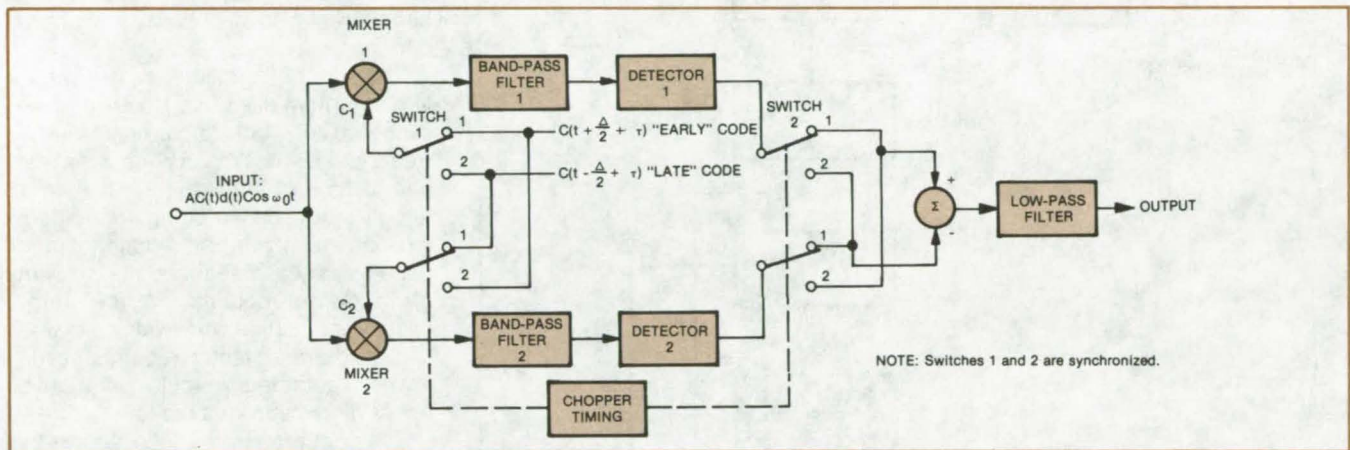 MIXER
1
BAND-PASS
FILTER
1
DETECTOR
1
C1
SWITCH
1
1
2
C(t + Δ/2 + τ) "EARLY" CODE
C(t - Δ/2 + τ) "LATE" CODE
SWITCH
2
1
2
INPUT:
AC(t)d(t)Cos ω0t
+
Σ
-
LOW-PASS
FILTER
OUTPUT
1
2
1
2
C2
MIXER
2
BAND-PASS
FILTER
2
DETECTOR
2
NOTE: Switches 1 and 2 are synchronized.
CHOPPER
TIMING